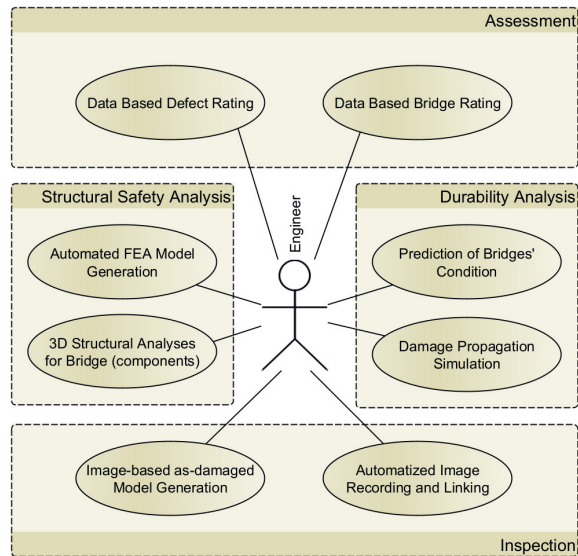 Assessment
Data Based Defect Rating
Data Based Bridge Rating
Structural Safety Analysis
Automated FEA Model
Generation
3D Structural Analyses
for Bridge (components)
Engineer
Durability Analysis
Prediction of Bridges'
Condition
Damage Propagation
Simulation
Image-based as-damaged
Model Generation
Automatized Image
Recording and Linking
Inspection